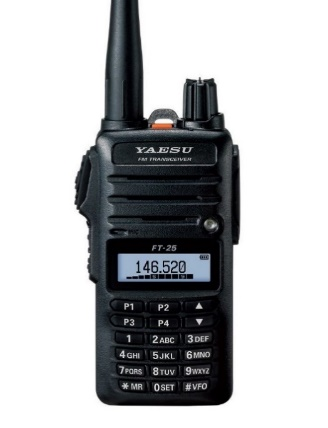 YAESU
FM TRANSCEIVER
FT-25
146.520
P1 P2 ▲
P3 P4 ▼
1 2ABC 3DEF
4GHI 5JKL 6MNO
7PQRS 8TUV 9WXYZ
*MR 0SET #VFO